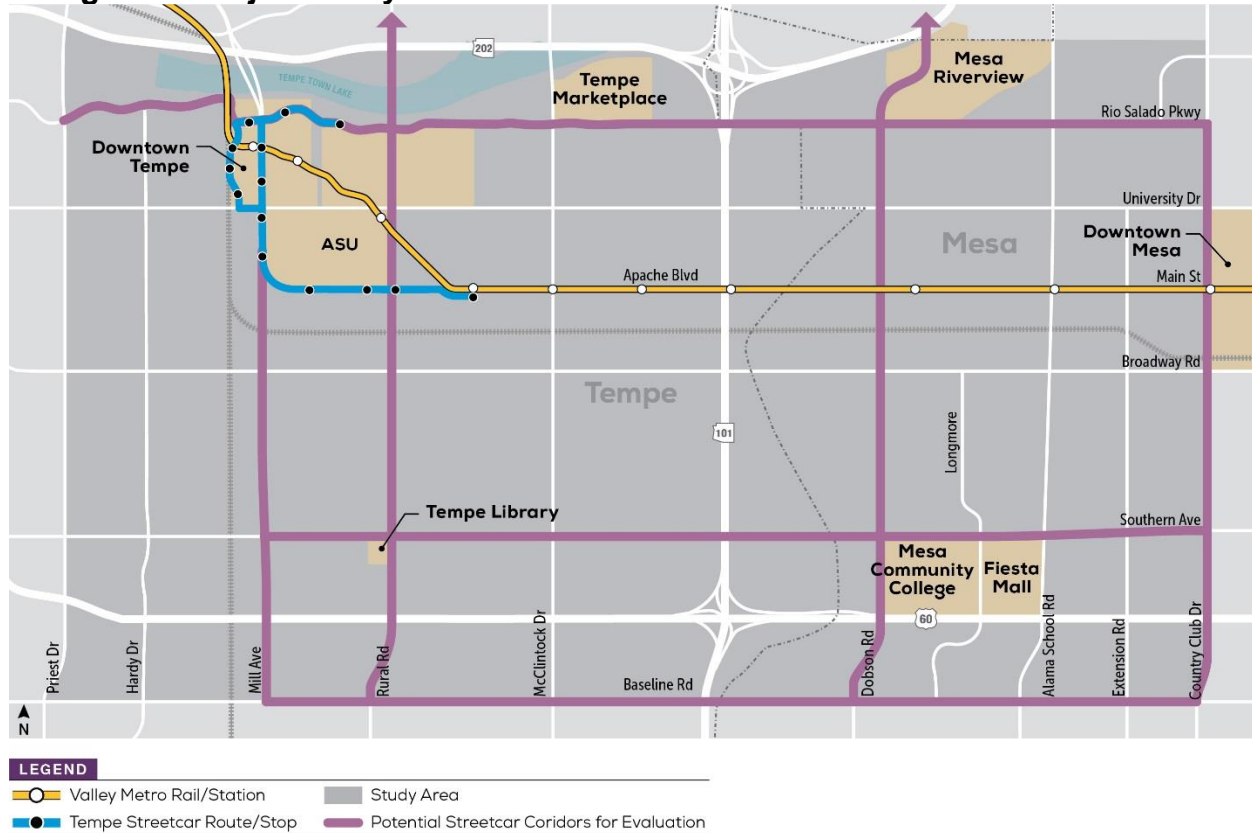 202
TEMPE TOWN LAKE
Tempe
Marketplace
Mesa
Riverview
Rio Salado Pkwy
Downtown
Tempe
University Dr
ASU
Mesa
Downtown
Mesa
Apache Blvd
Main St
Broadway Rd
Tempe
101
Longmore
Tempe Library
Southern Ave
Mesa
Community
College
Fiesta
Mall
60
Priest Dr
Hardy Dr
Mill Ave
Rural Rd
McClintock Dr
Baseline Rd
Dobson Rd
Alama School Rd
Extension Rd
Country Club Dr
N
LEGEND
Valley Metro Rail/Station
Study Area
Tempe Streetcar Route/Stop
Potential Streetcar Coridors for Evaluation